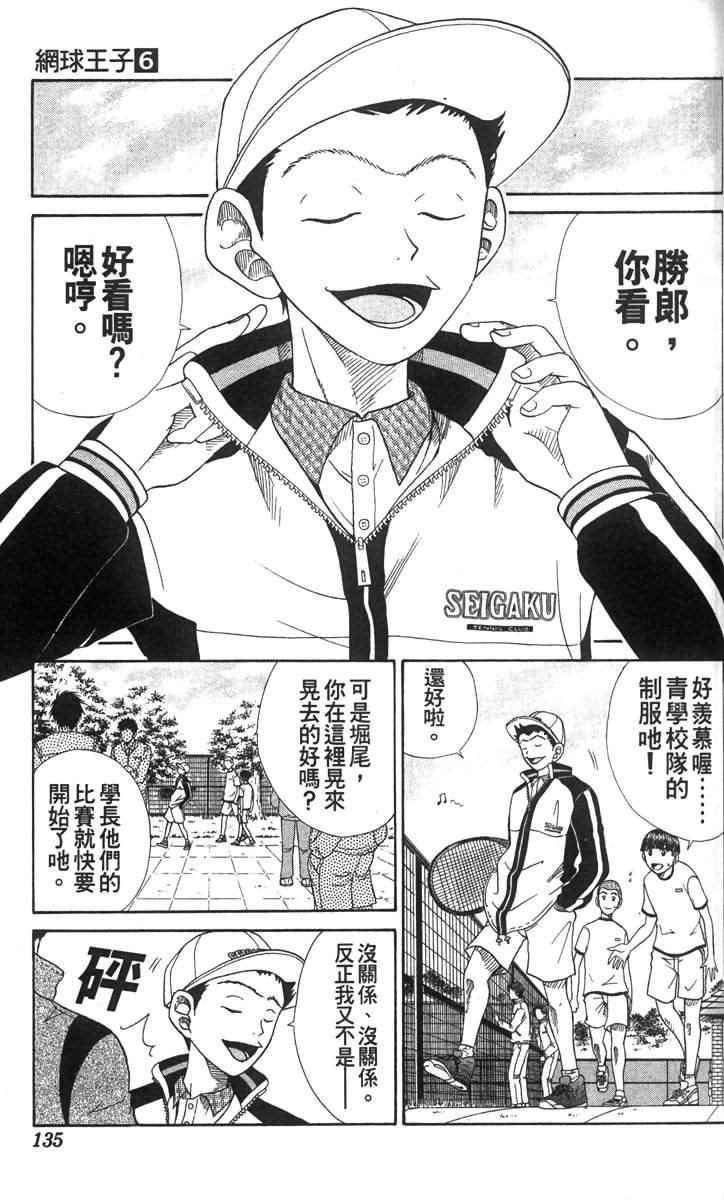 網球王子6
勝郎，
你看。
好看嗎？
嗯哼。
SEIGAKU
TENNIS CLUB
好羨慕喔……
青學校隊的
制服吔！
還好啦。
可是堀尾，
你在這裡晃來
晃去的好嗎？
學長他們的
比賽就快要
開始了吔。
沒關係、沒關係。
反正我又不是——
砰
135